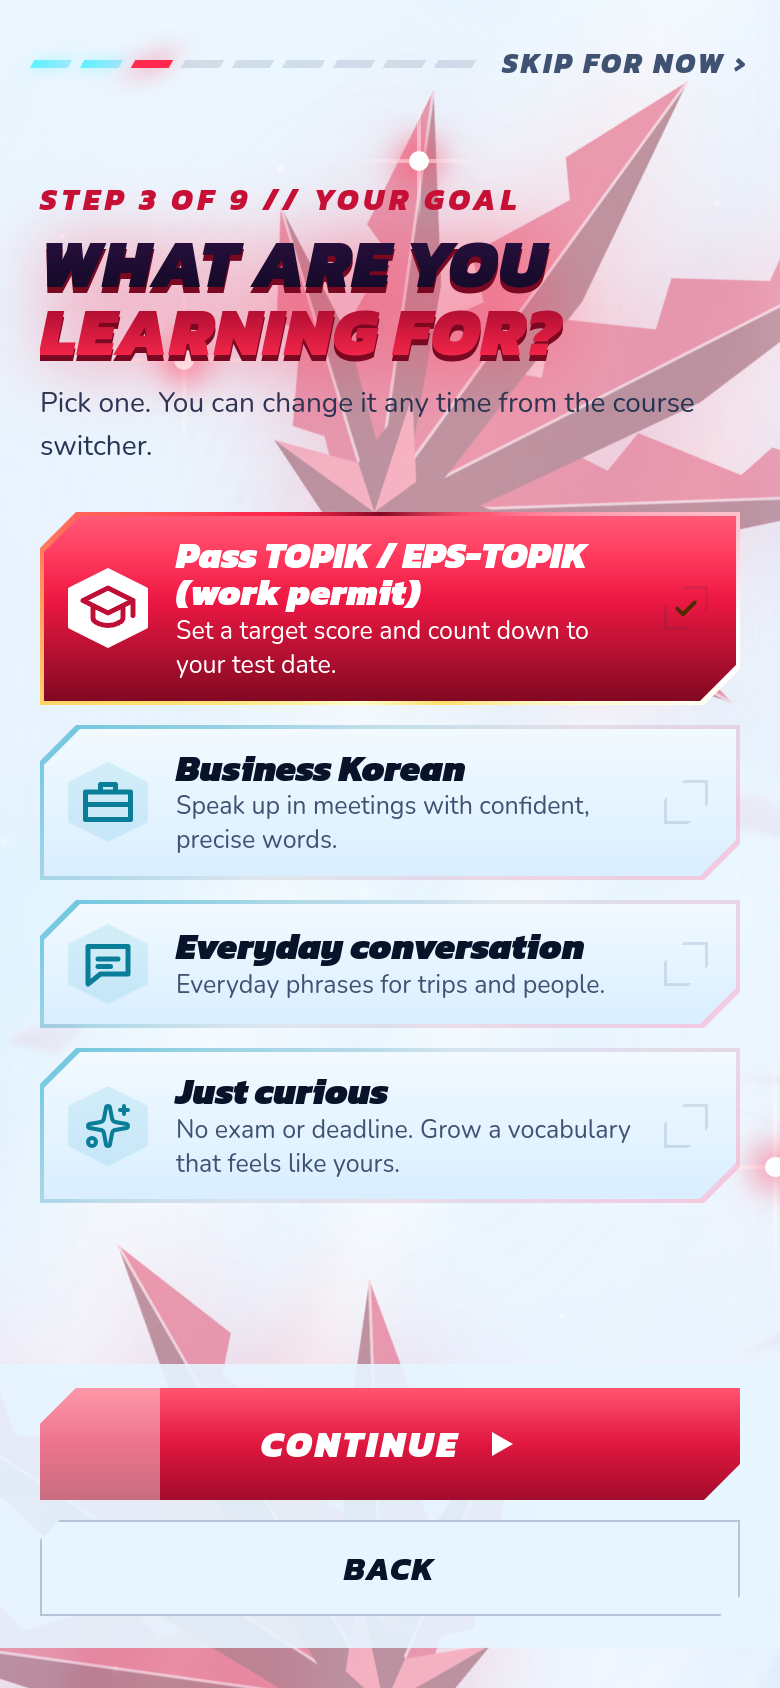 SKIP FOR NOW >
STEP 3 OF 9 // YOUR GOAL
WHAT ARE YOU
LEARNING FOR?
Pick one. You can change it any time from the course
switcher.
Pass TOPIK / EPS-TOPIK
(work permit)
Set a target score and count down to
your test date.
Business Korean
Speak up in meetings with confident,
precise words.
Everyday conversation
Everyday phrases for trips and people.
Just curious
No exam or deadline. Grow a vocabulary
that feels like yours.
CONTINUE
BACK